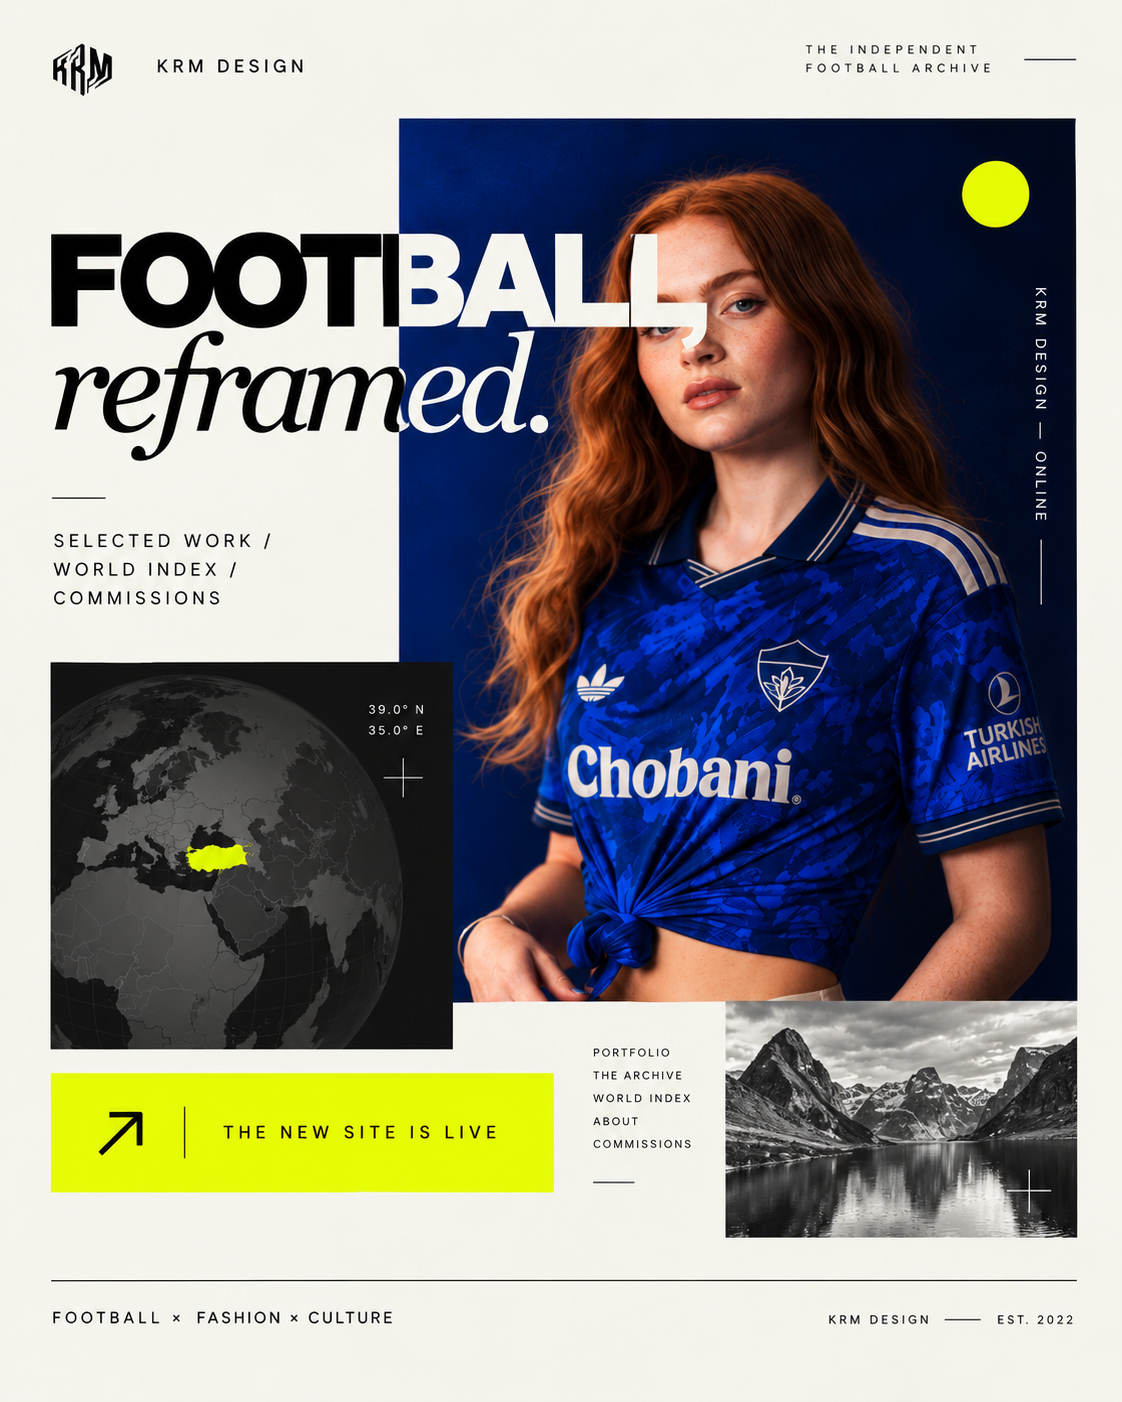 KRM
KRM DESIGN
THE INDEPENDENT
FOOTBALL ARCHIVE
FOOTBALL,
reframed.
KRM DESIGN — ONLINE
SELECTED WORK /
WORLD INDEX /
COMMISSIONS
39.0° N
35.0° E
Chobani®
TURKISH
AIRLINES
THE NEW SITE IS LIVE
PORTFOLIO
THE ARCHIVE
WORLD INDEX
ABOUT
COMMISSIONS
FOOTBALL × FASHION × CULTURE
KRM DESIGN — EST. 2022